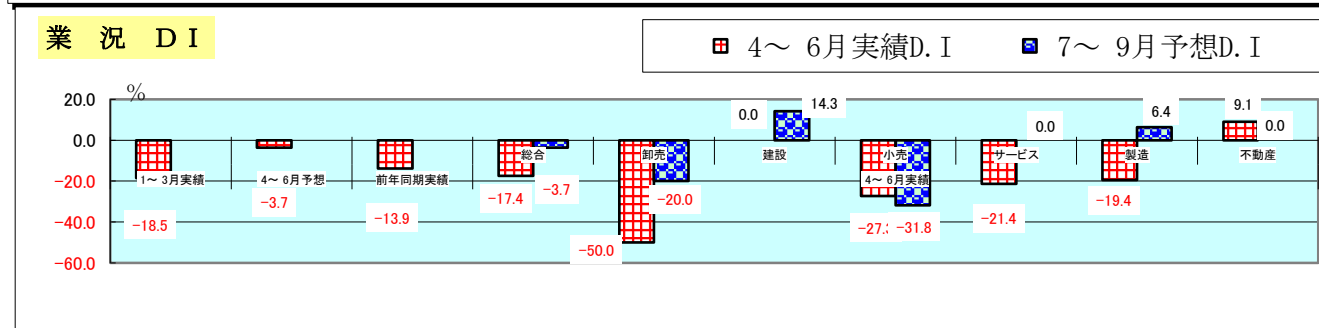 業 況 DI
4～ 6月実績D.I
7～ 9月予想D.I
%
20.0
0.0
-20.0
-40.0
-60.0
1～ 3月実績
4～ 6月予想
前年同期実績
総合
卸売
建設
小売
4～ 6月実績
サービス
製造
不動産
-18.5
-3.7
-13.9
-17.4
-3.7
-50.0
-20.0
0.0
14.3
-31.8
-21.4
0.0
-19.4
6.4
9.1
0.0